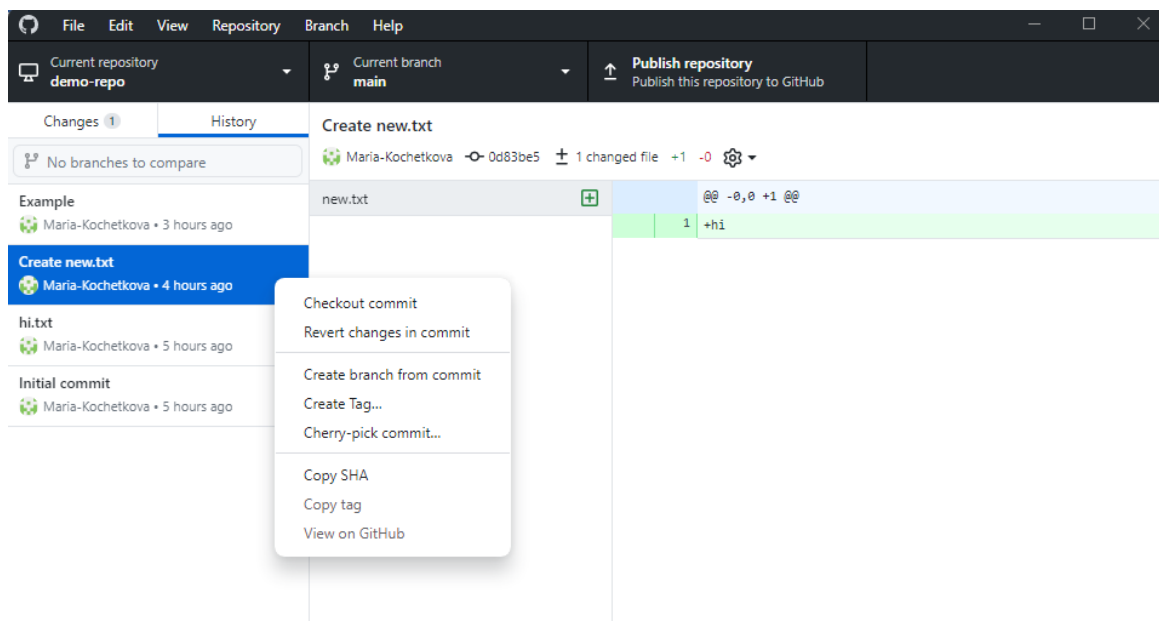 File Edit View Repository Branch Help
Current repository
demo-repo
Current branch
main
Publish repository
Publish this repository to GitHub
Changes 1 History
No branches to compare
Example
Maria-Kochetkova • 3 hours ago
Create new.txt
Maria-Kochetkova • 4 hours ago
hi.txt
Maria-Kochetkova • 5 hours ago
Initial commit
Maria-Kochetkova • 5 hours ago
Create new.txt
Maria-Kochetkova 0d83be5 1 changed file +1 -0
new.txt
@@ -0,0 +1 @@
1 +hi
Checkout commit
Revert changes in commit
Create branch from commit
Create Tag...
Cherry-pick commit...
Copy SHA
Copy tag
View on GitHub